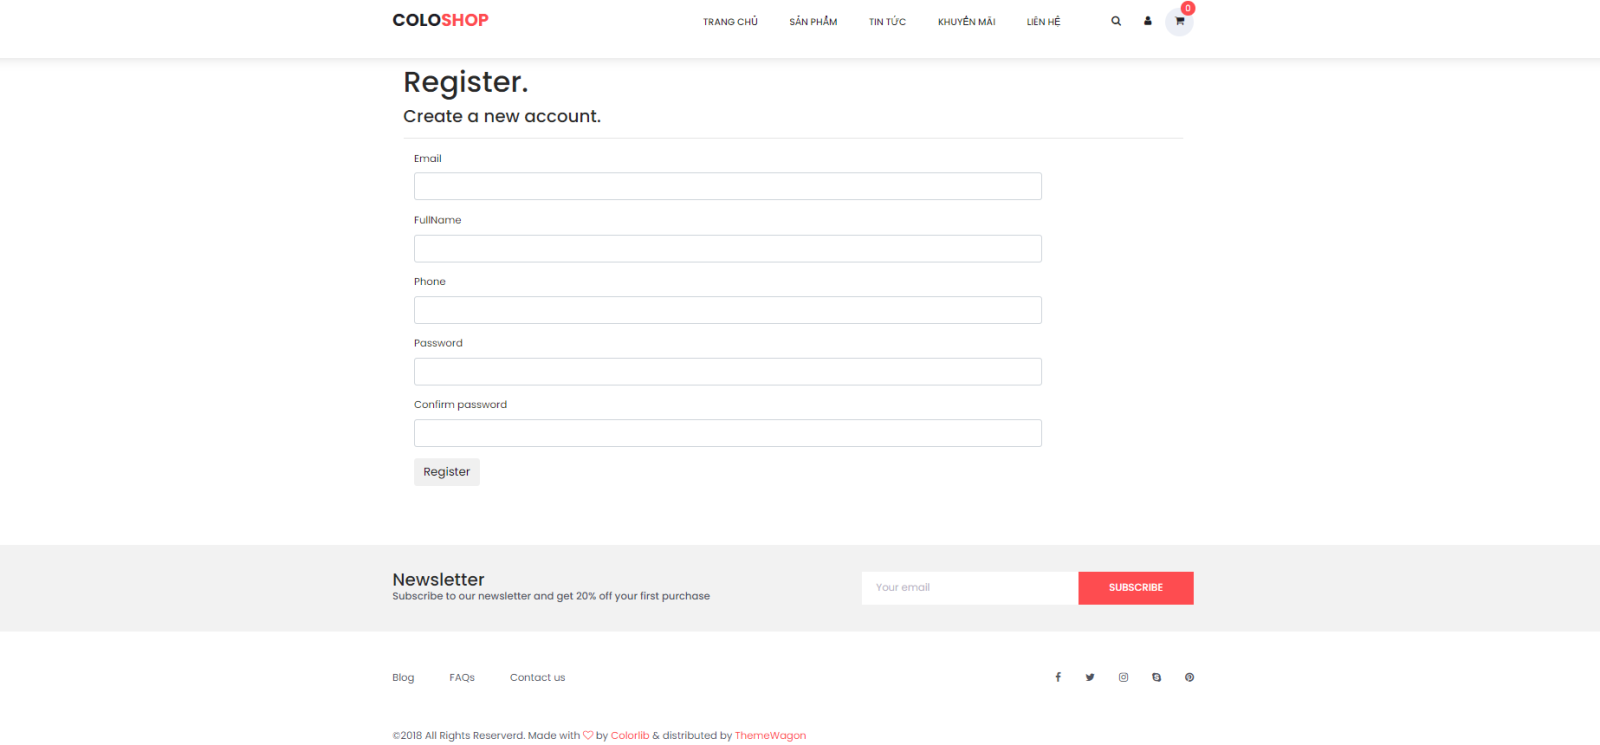 COLOSHOP
TRANG CHỦ SẢN PHẨM TIN TỨC KHUYẾN MÃI LIÊN HỆ
0
Register.
Create a new account.
Email
FullName
Phone
Password
Confirm password
Register
Newsletter
Subscribe to our newsletter and get 20% off your first purchase
Your email
SUBSCRIBE
Blog FAQs Contact us
©2018 All Rights Reserverd. Made with ♡ by Colorlib & distributed by ThemeWagon